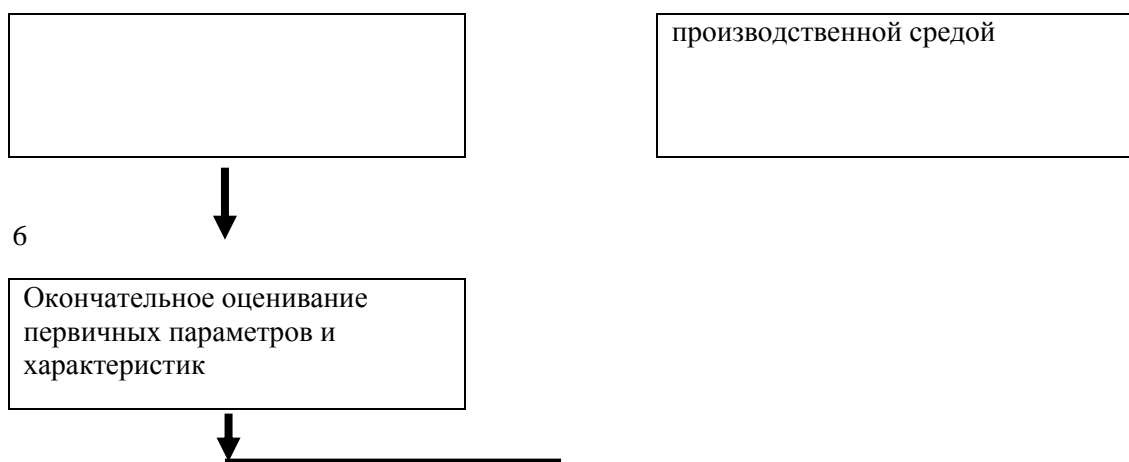 производственной средой
6
Окончательное оценивание
первичных параметров и
характеристик